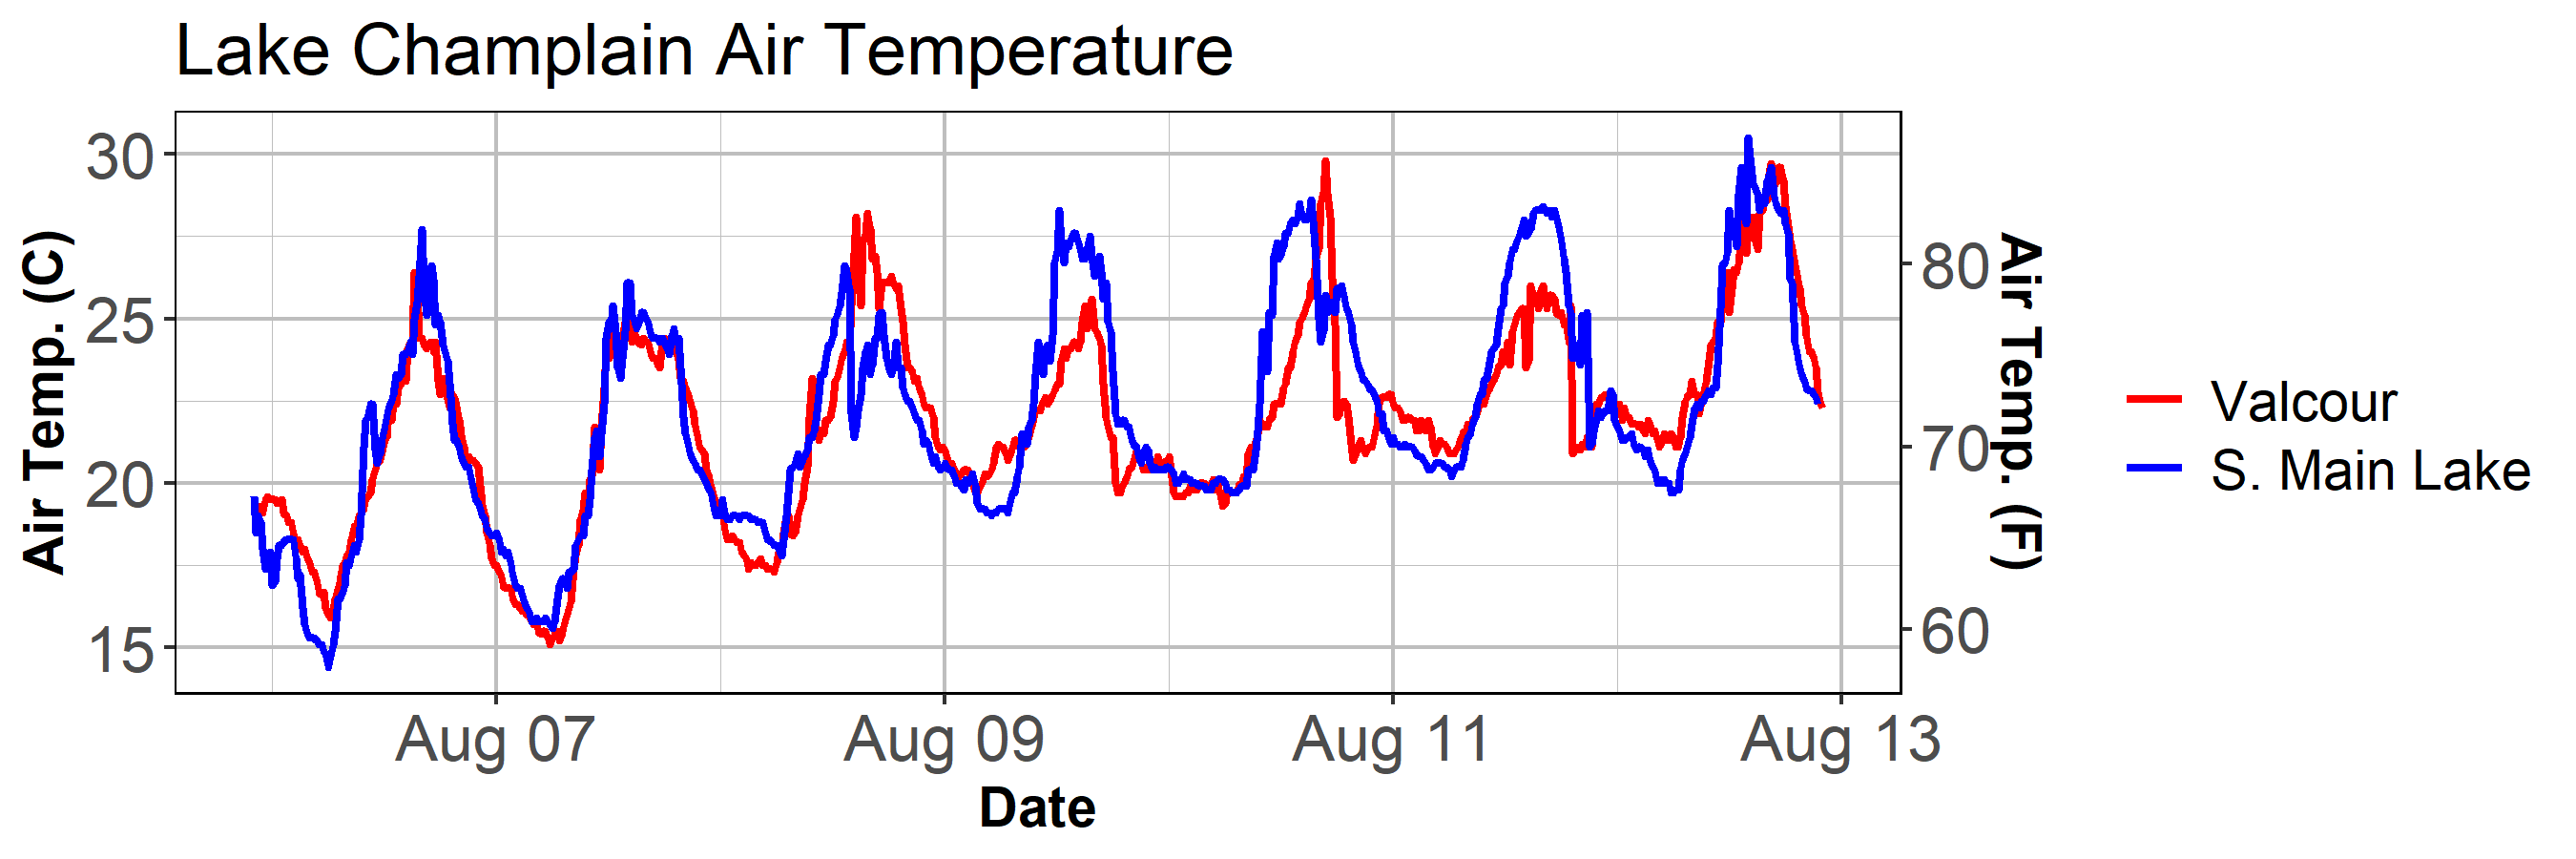 Lake Champlain Air Temperature
Air Temp. (C)
30
25
20
15
80
70
60
Air Temp. (F)
Aug 07
Aug 09
Aug 11
Aug 13
Date
Valcour
S. Main Lake